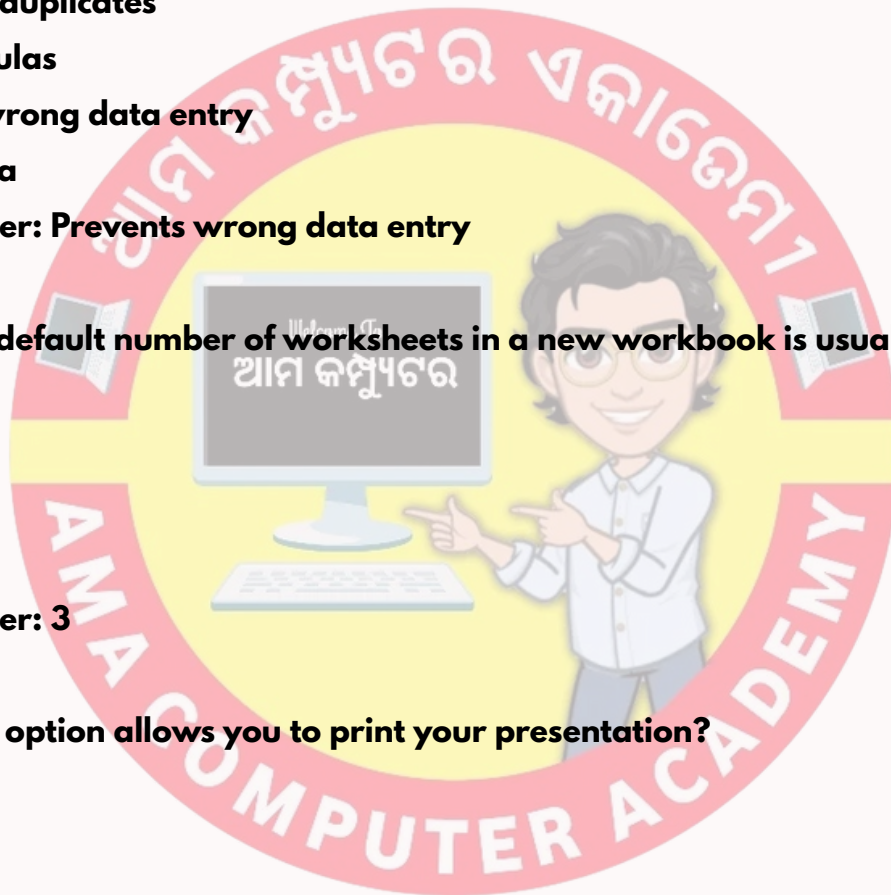 duplicates
ulas
wrong data entry
a
er: Prevents wrong data entry
default number of worksheets in a new workbook is usua
er: 3
option allows you to print your presentation?
ଆମ କମ୍ପ୍ୟୁଟର ଏକାଡେମୀ
Welcome To
ଆମ କମ୍ପ୍ୟୁଟର
AMA COMPUTER ACADEMY